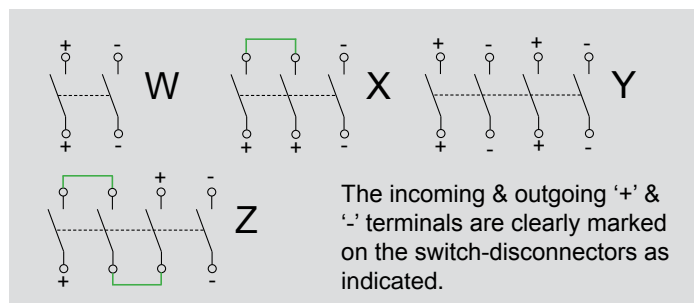 + - - + - + -
W X Y
+ - + + - + - + -
+ -
Z
+ -
The incoming & outgoing ‘+’ &
‘-’ terminals are clearly marked
on the switch-disconnectors as
indicated.